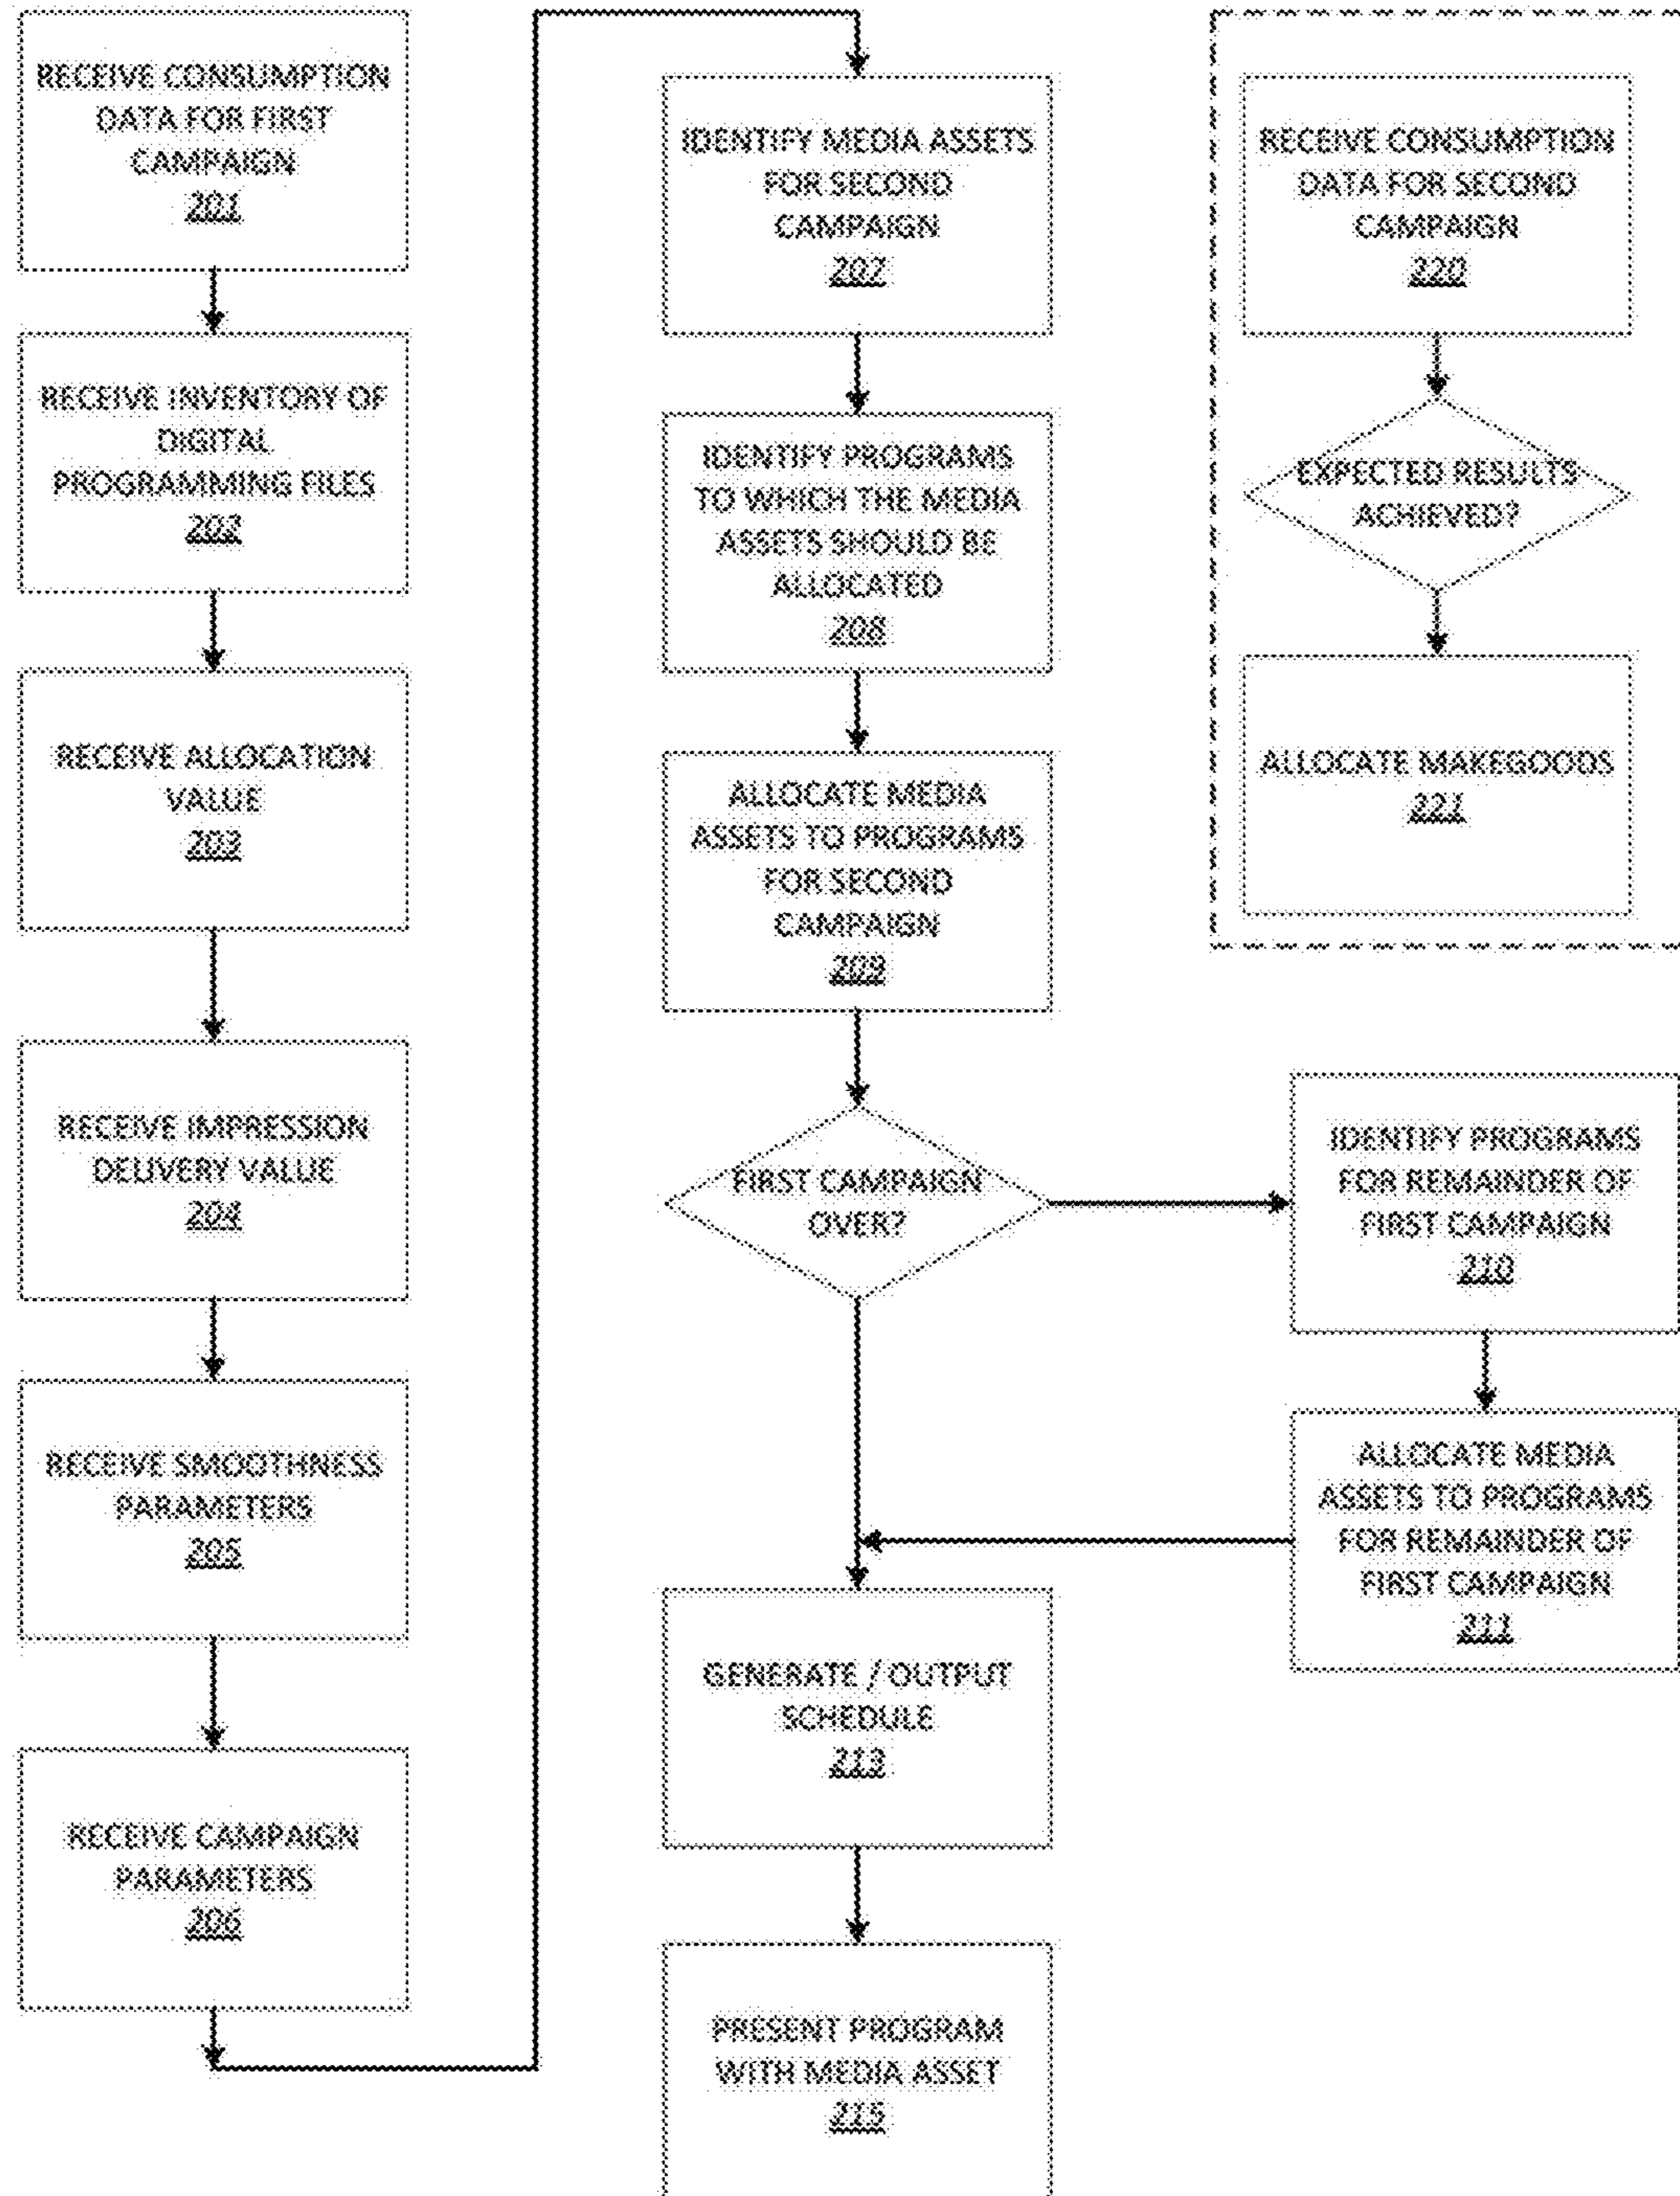 RECEIVE CONSUMPTION
DATA FOR FIRST
CAMPAIGN
201
RECEIVE INVENTORY OF
DIGITAL
PROGRAMMING FILES
202
RECEIVE ALLOCATION
VALUE
203
RECEIVE IMPRESSION
DELIVERY VALUE
204
RECEIVE SMOOTHNESS
PARAMETERS
205
RECEIVE CAMPAIGN
PARAMETERS
206
IDENTIFY MEDIA ASSETS
FOR SECOND
CAMPAIGN
207
IDENTIFY PROGRAMS
TO WHICH THE MEDIA
ASSETS SHOULD BE
ALLOCATED
208
ALLOCATE MEDIA
ASSETS TO PROGRAMS
FOR SECOND
CAMPAIGN
209
FIRST CAMPAIGN
OVER?
IDENTIFY PROGRAMS
FOR REMAINDER OF
FIRST CAMPAIGN
210
ALLOCATE MEDIA
ASSETS TO PROGRAMS
FOR REMAINDER OF
FIRST CAMPAIGN
211
GENERATE / OUTPUT
SCHEDULE
213
PRESENT PROGRAM
WITH MEDIA ASSET
215
RECEIVE CONSUMPTION
DATA FOR SECOND
CAMPAIGN
220
EXPECTED RESULTS
ACHIEVED?
ALLOCATE MAKEGOODS
221